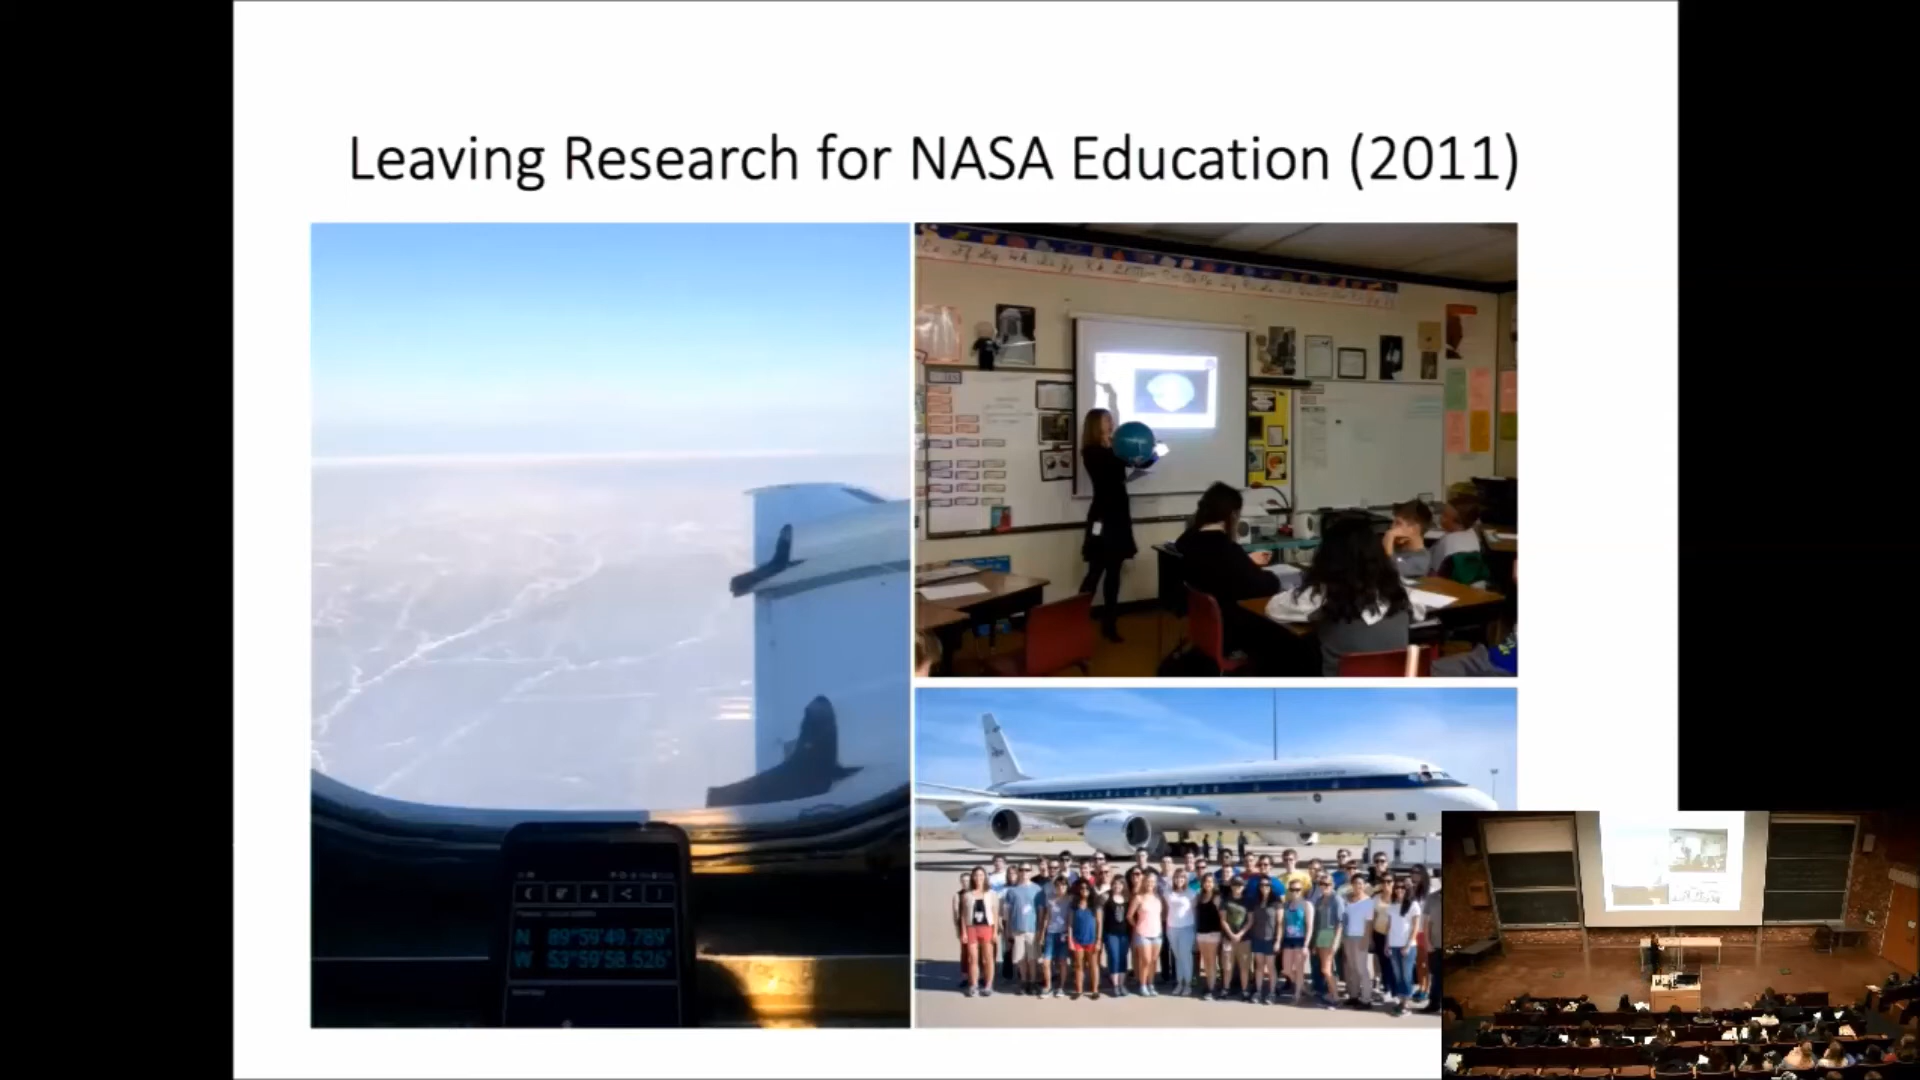 Leaving Research for NASA Education (2011)
N 89°59'49.789"
W 53°59'58.526"